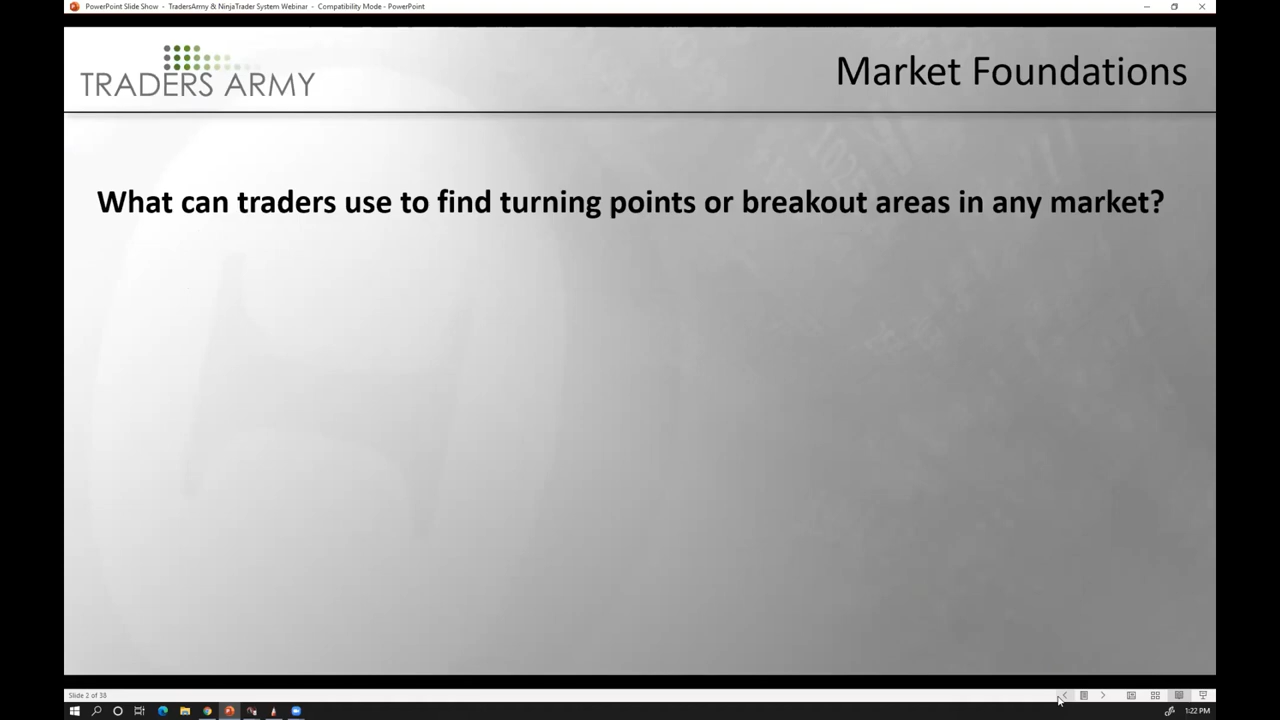 PowerPoint Slide Show - TradersArmy & NinjaTrader System Webinar - Compatibility Mode - PowerPoint
TRADERS ARMY
Market Foundations
What can traders use to find turning points or breakout areas in any market?
Slide 2 of 38
1:22 PM